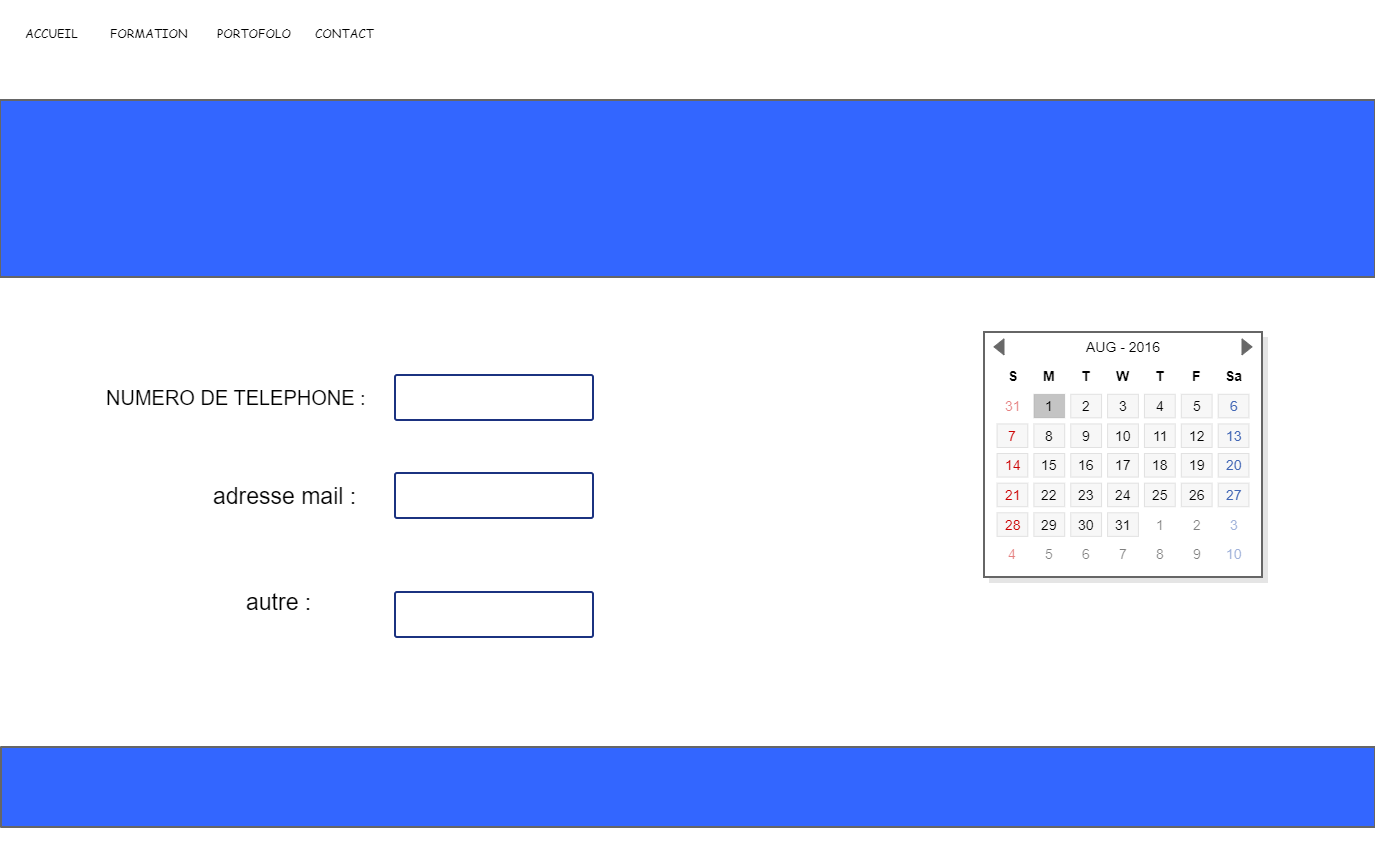 ACCUEIL FORMATION PORTOFOLO CONTACT
NUMERO DE TELEPHONE :
adresse mail :
autre :
AUG - 2016
S M T W T F Sa
31 1 2 3 4 5 6
7 8 9 10 11 12 13
14 15 16 17 18 19 20
21 22 23 24 25 26 27
28 29 30 31 1 2 3
4 5 6 7 8 9 10